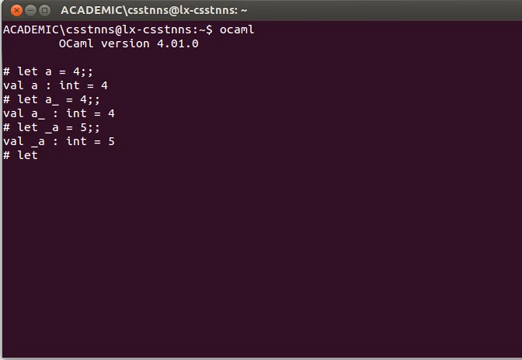 ACADEMIC\csstnns@lx-csstnns: ~
ACADEMIC\csstnns@lx-csstnns:~$ ocaml
        OCaml version 4.01.0
# let a = 4;;
val a : int = 4
# let a_ = 4;;
val a_ : int = 4
# let _a = 5;;
val _a : int = 5
# let